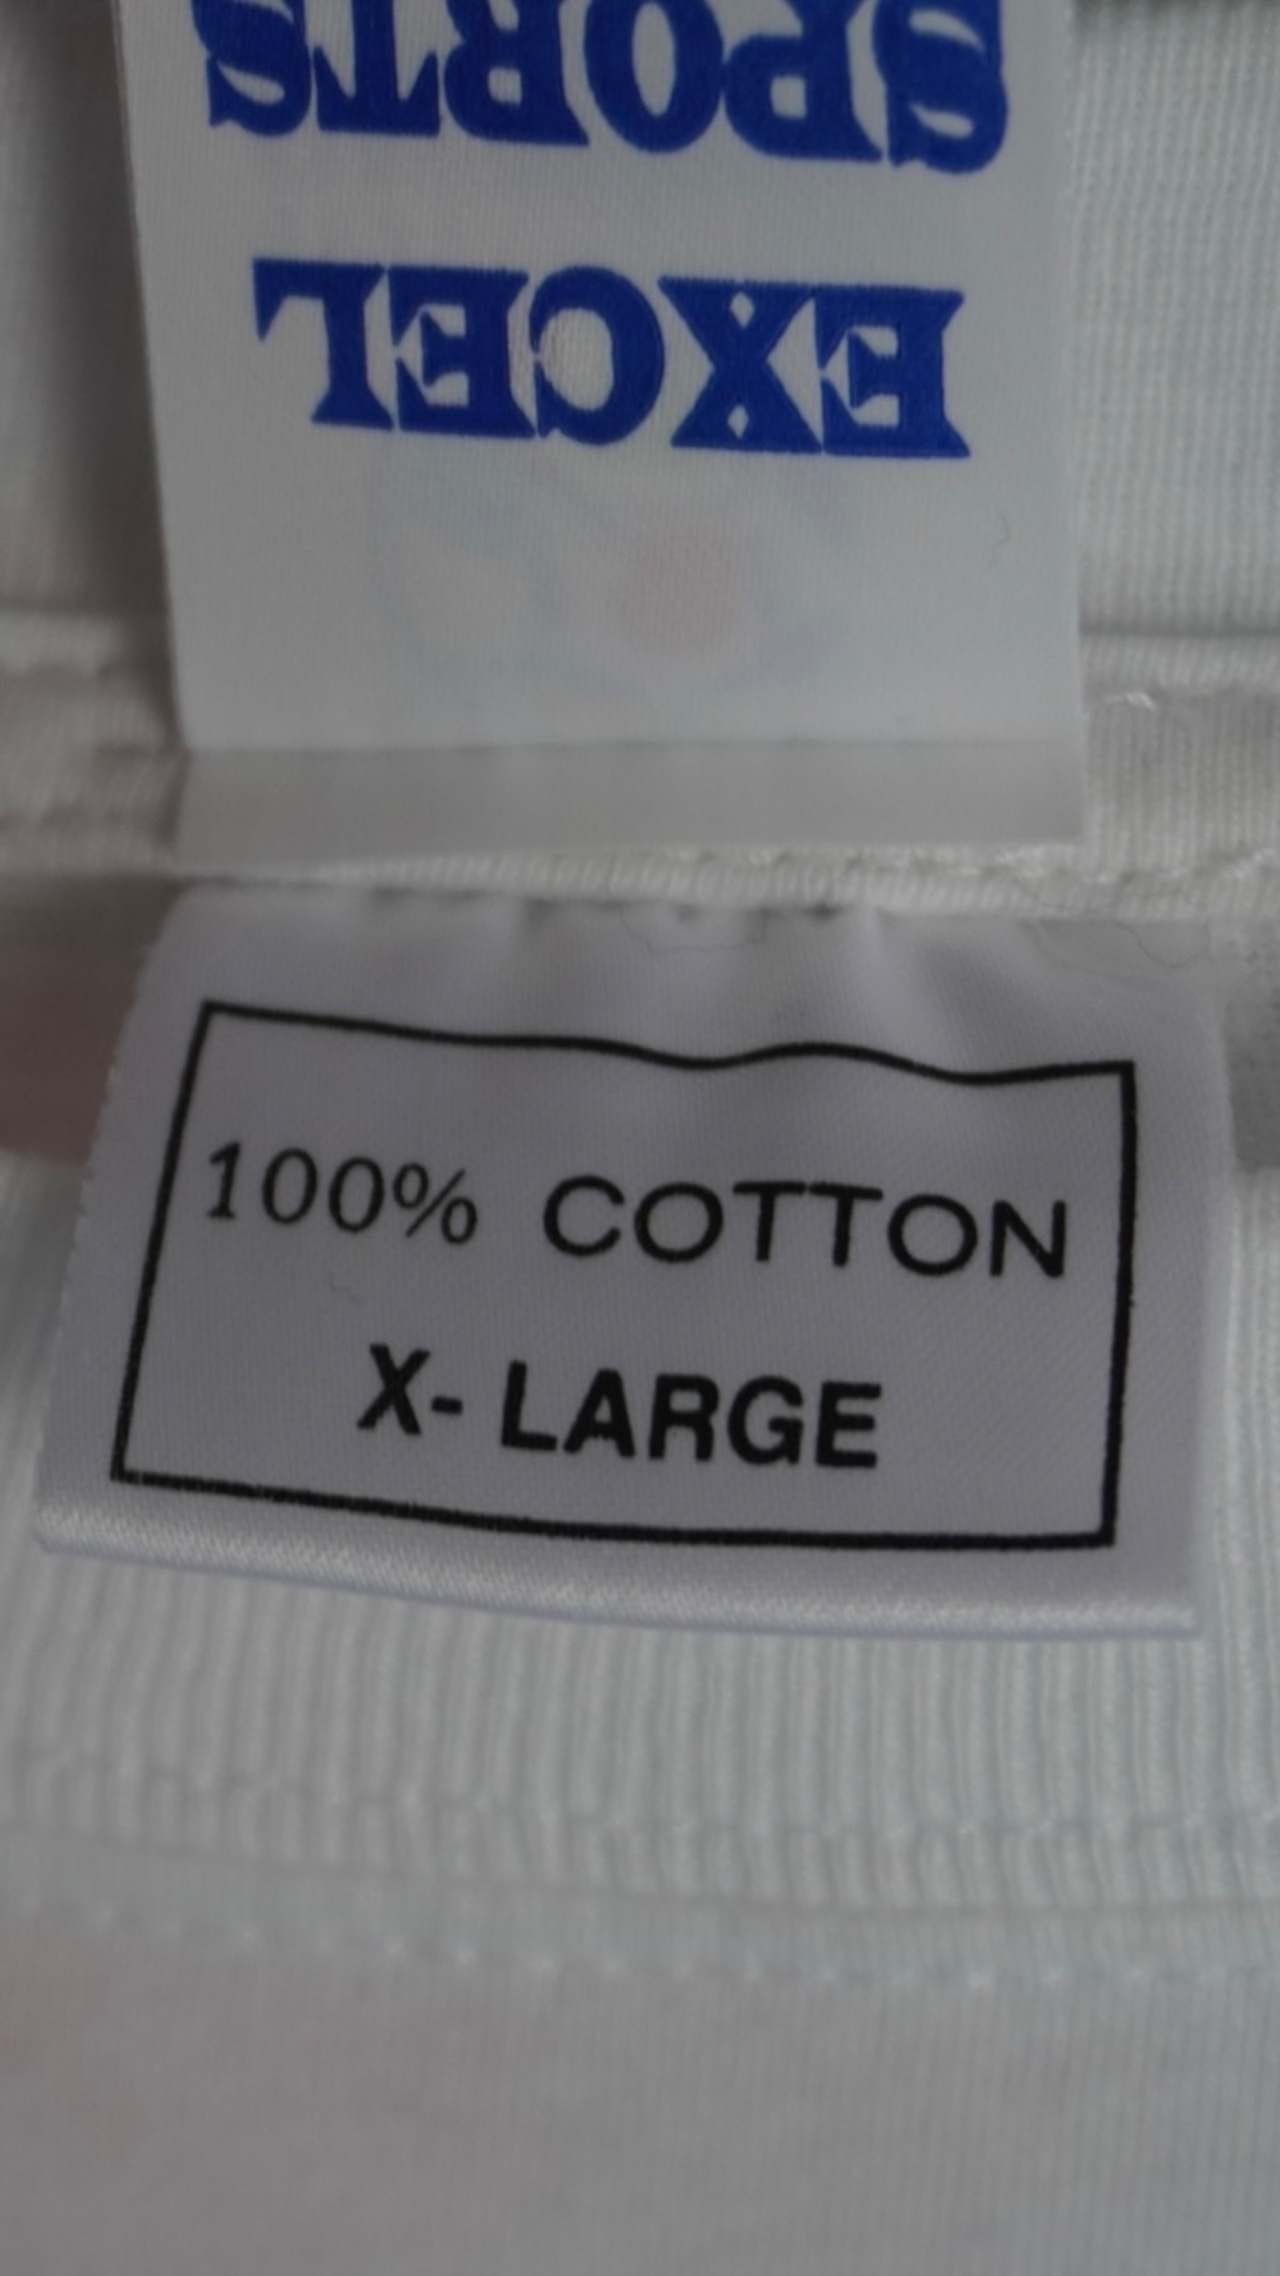 EXCEL
SPORTS
100% COTTON
X- LARGE